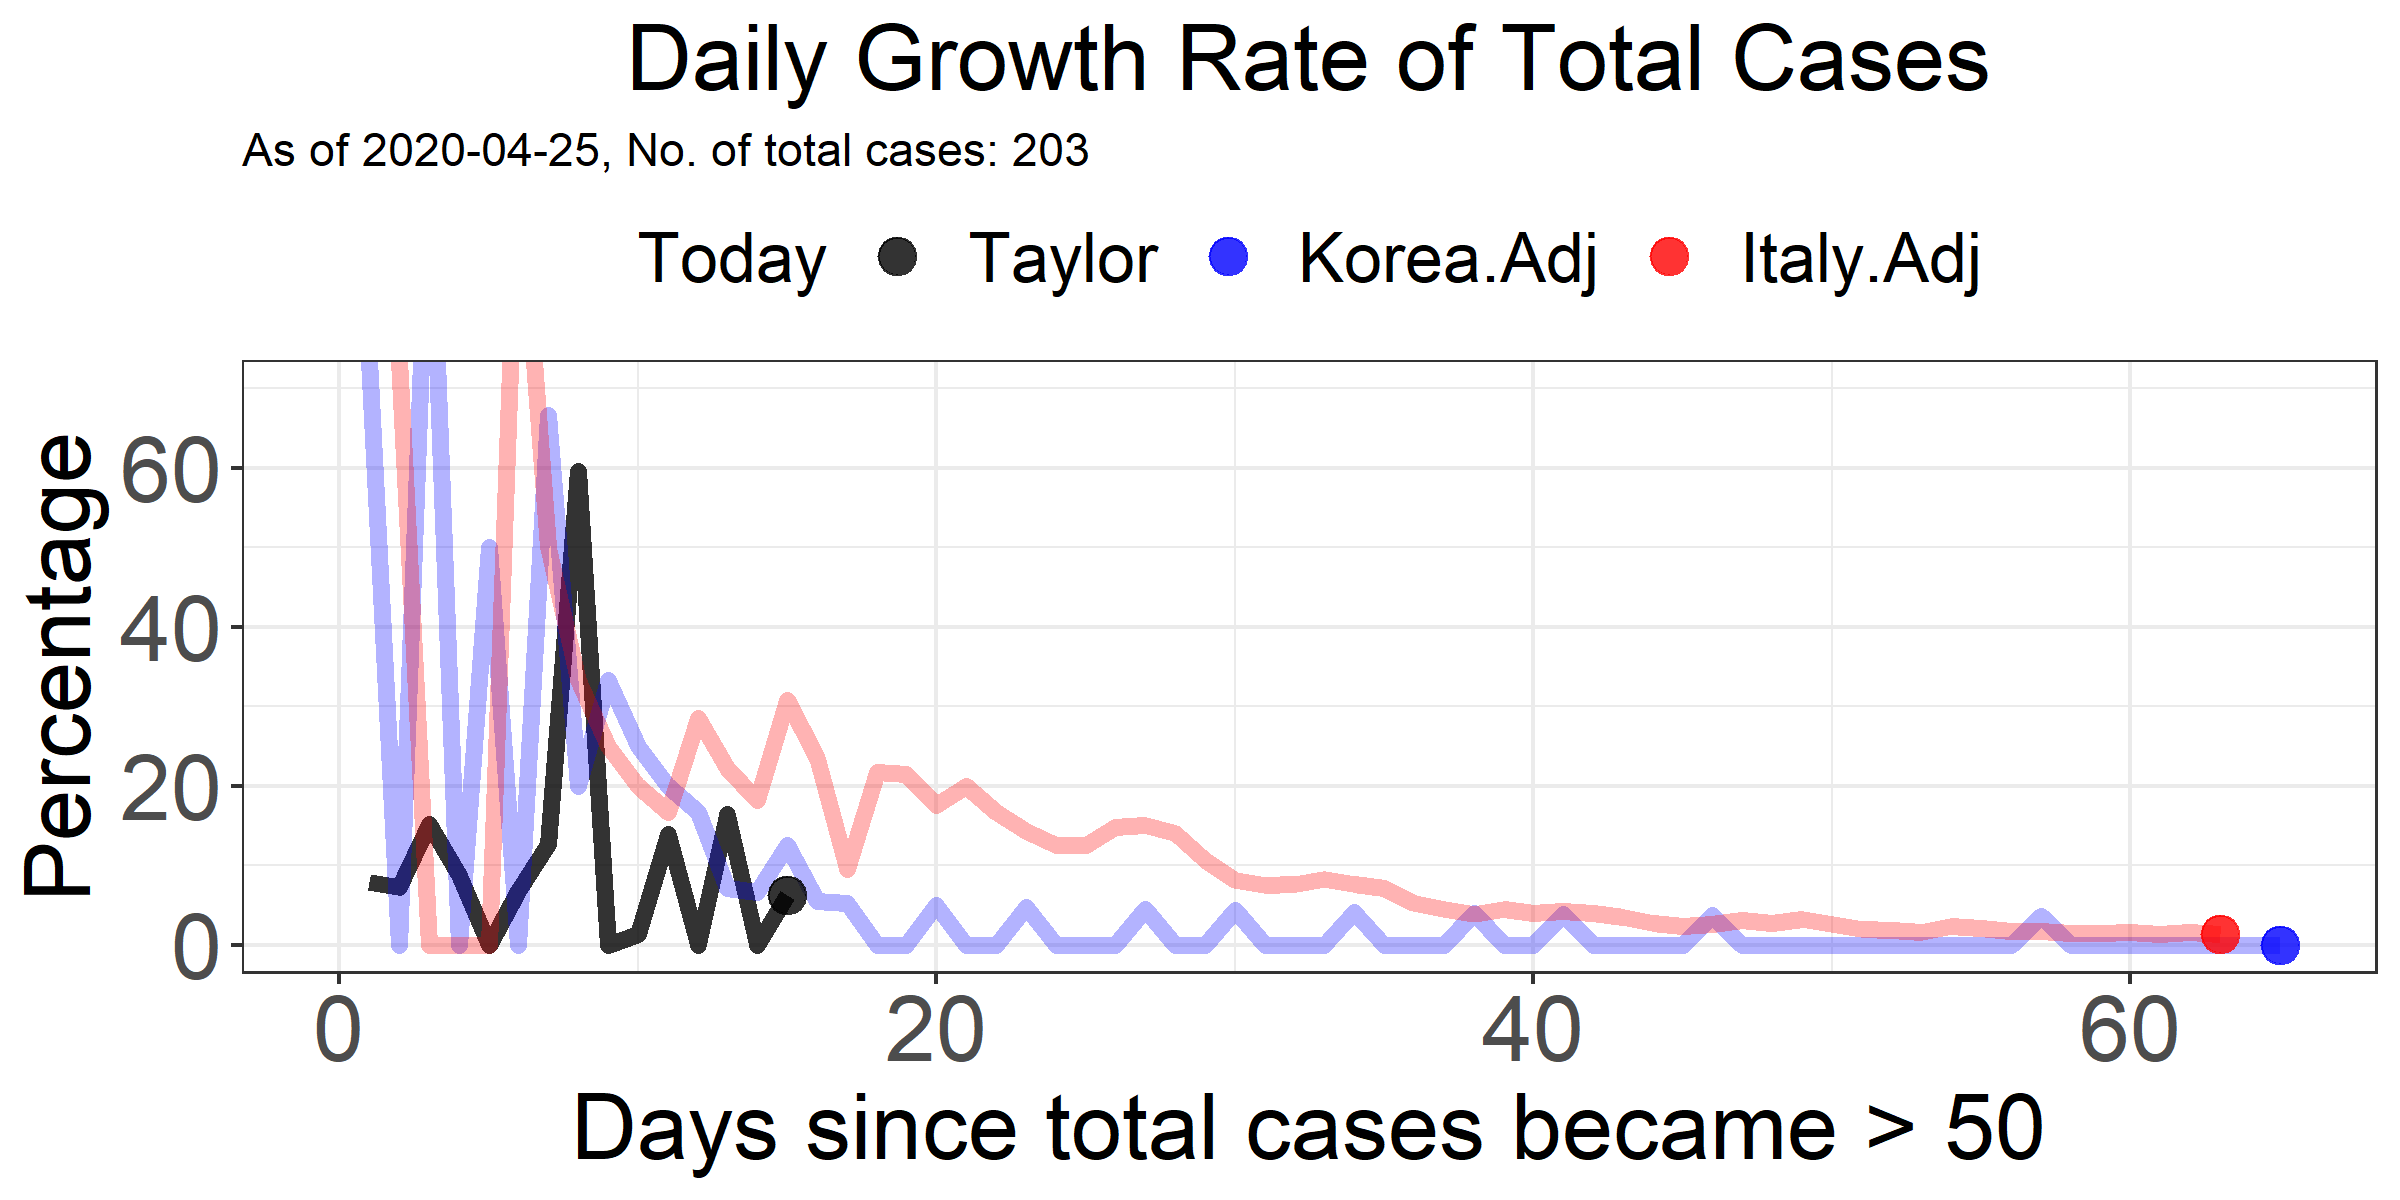 Daily Growth Rate of Total Cases
As of 2020-04-25, No. of total cases: 203
Today Taylor Korea.Adj Italy.Adj
Percentage
60
40
20
0
0 20 40 60
Days since total cases became > 50